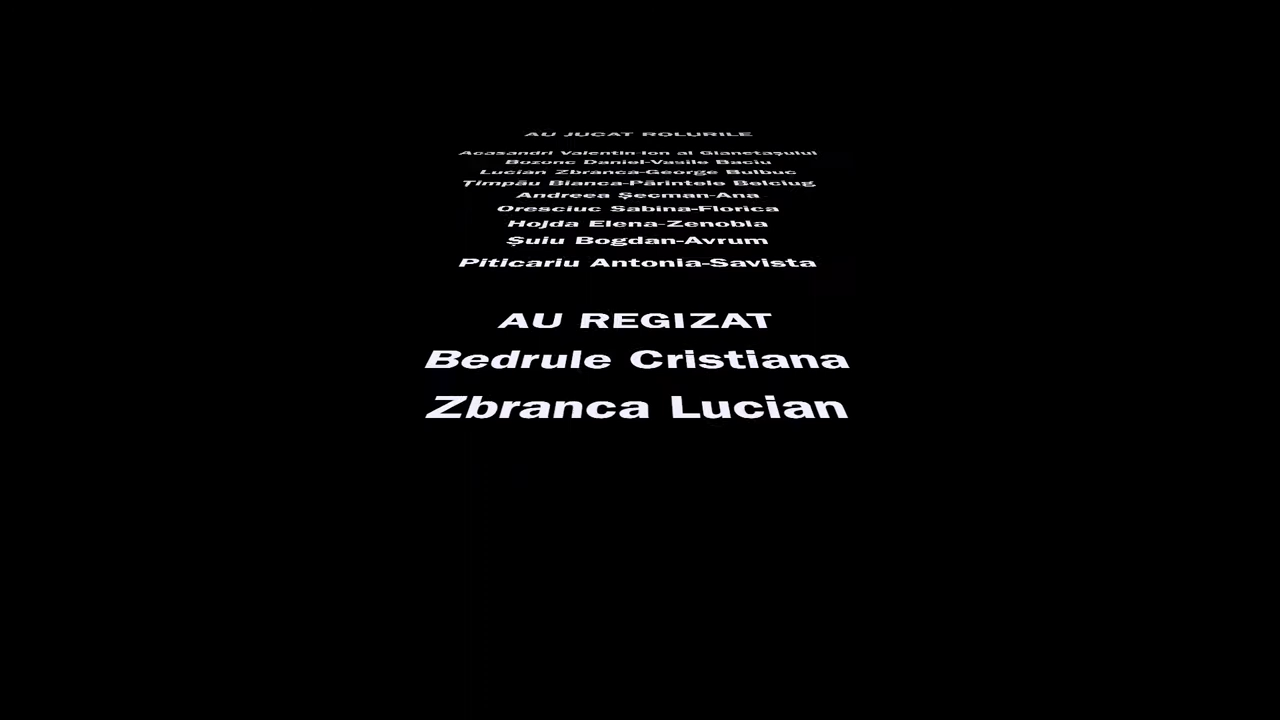 AU JUCAT ROLURILE
Acasandri Valentin-Ion al Glanetașului
Bozonc Daniel-Vasile Baciu
Lucian Zbranca-George Bulbuc
Țimpău Bianca-Părintele Belciug
Andreea Șecman-Ana
Oresciuc Sabina-Florica
Hojda Elena-Zenobia
Șuiu Bogdan-Avrum
Piticariu Antonia-Savista
AU REGIZAT
Bedrule Cristiana
Zbranca Lucian